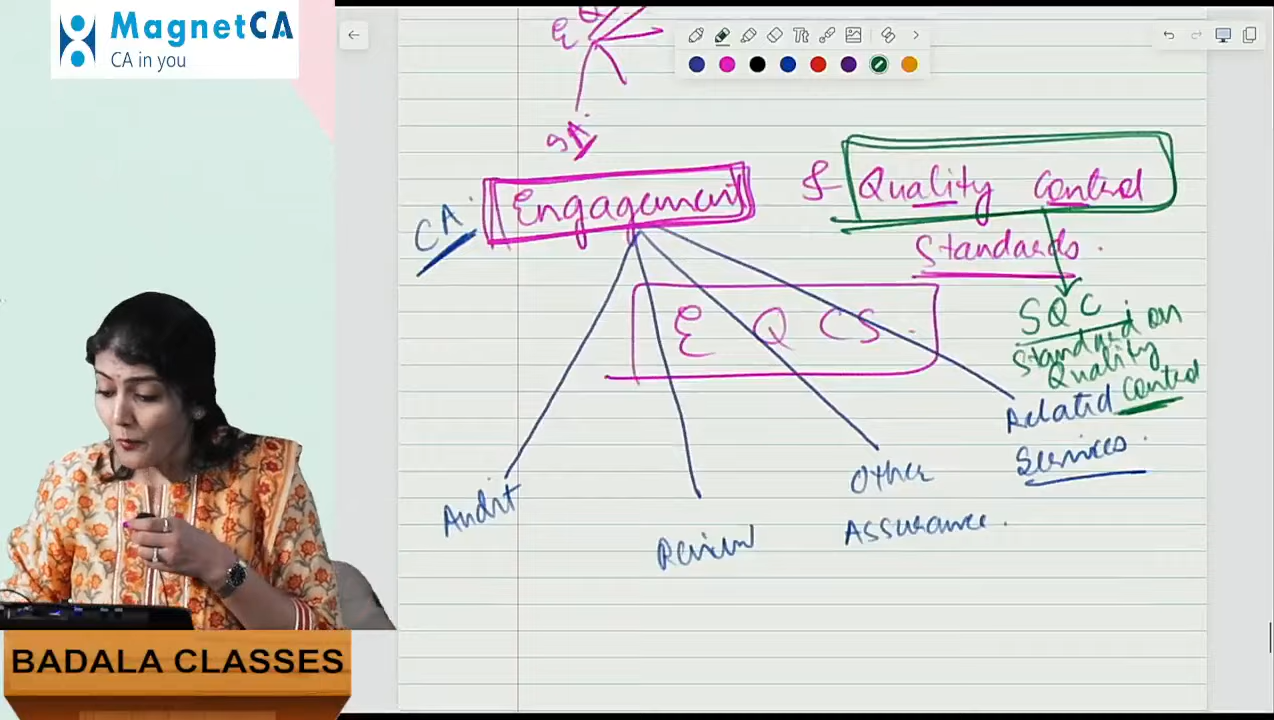 MagnetCA
CA in you
E Q
SA
CA.
Engagement
& Quality Control
Standards.
E Q C S.
SQC
Standard on
Quality
Control
Audit
Review
Other
Assurance.
Related
Services.
BADALA CLASSES